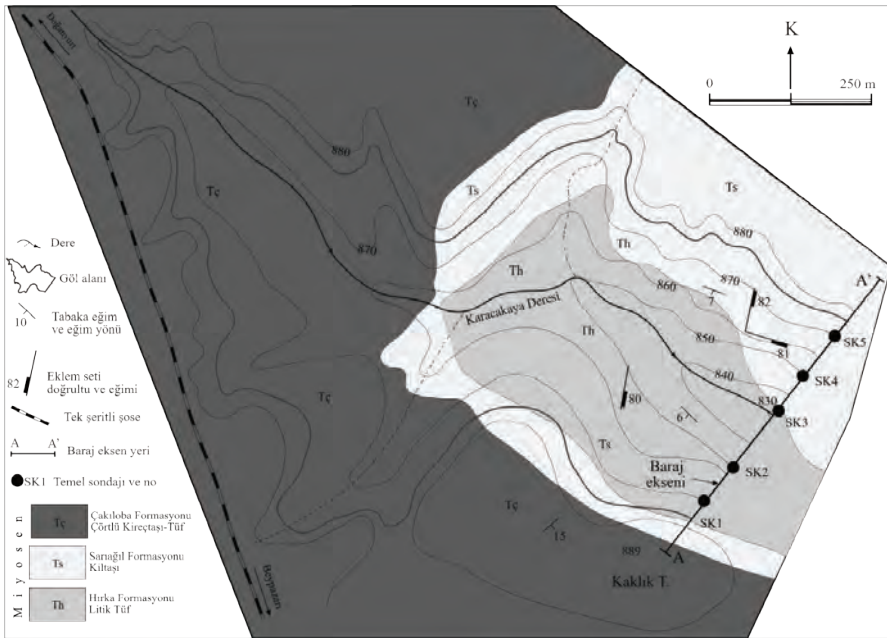 Doğanyurt
K
0 250 m
Tç
880
Ts
Ts
Tç
880
870
Th
Th
860
870
7
82
A'
Karacakaya Deresi
850
81
SK5
Th
840
SK4
80
830
SK3
6
Tç
SK2
Ts
Baraj
ekseni
SK1
Tç
15
889
A
Kaklık T.
Beypazarı
Dere
Göl alanı
10
Tabaka eğim
ve eğim yönü
82
Eklem seti
doğrultu ve eğimi
Tek şeritli şose
A A'
Baraj eksen yeri
SK1 Temel sondajı ve no
Miyosen
Tç Çakıloba Formasyonu
Çörtlü Kireçtaşı-Tüf
Ts Sarıağıl Formasyonu
Kiltaşı
Th Hırka Formasyonu
Litik Tüf